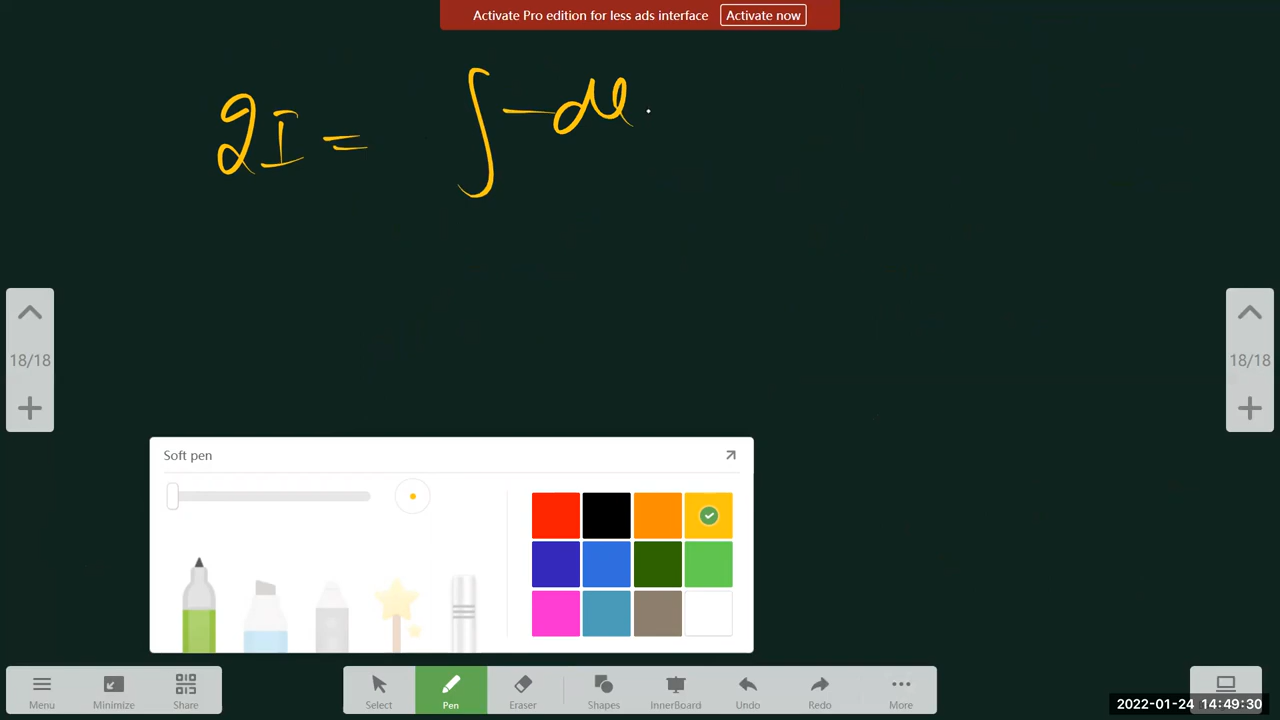 Activate Pro edition for less ads interface Activate now
2I = ∫ -du
18/18
18/18
Soft pen
Menu Minimize Share Select Pen Eraser Shapes InnerBoard Undo Redo More
2022-01-24 14:49:30